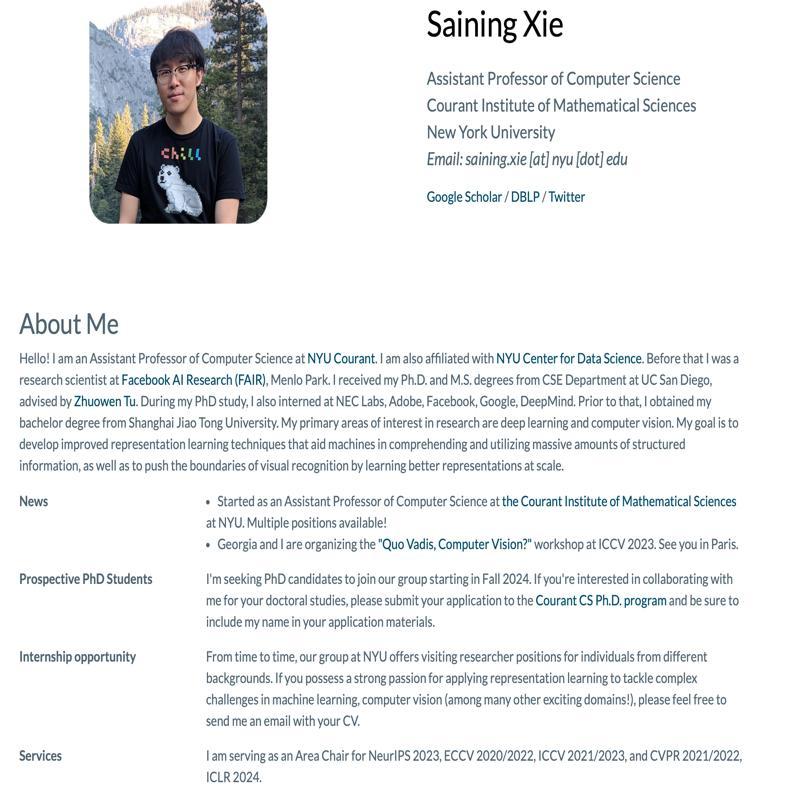 Saining Xie
chill
Assistant Professor of Computer Science
Courant Institute of Mathematical Sciences
New York University
Email: saining.xie [at] nyu [dot] edu
Google Scholar / DBLP / Twitter
About Me
Hello! I am an Assistant Professor of Computer Science at NYU Courant. I am also affiliated with NYU Center for Data Science. Before that I was a
research scientist at Facebook AI Research (FAIR), Menlo Park. I received my Ph.D. and M.S. degrees from CSE Department at UC San Diego,
advised by Zhuowen Tu. During my PhD study, I also interned at NEC Labs, Adobe, Facebook, Google, DeepMind. Prior to that, I obtained my
bachelor degree from Shanghai Jiao Tong University. My primary areas of interest in research are deep learning and computer vision. My goal is to
develop improved representation learning techniques that aid machines in comprehending and utilizing massive amounts of structured
information, as well as to push the boundaries of visual recognition by learning better representations at scale.
News
• Started as an Assistant Professor of Computer Science at the Courant Institute of Mathematical Sciences
at NYU. Multiple positions available!
• Georgia and I are organizing the "Quo Vadis, Computer Vision?" workshop at ICCV 2023. See you in Paris.
Prospective PhD Students
I'm seeking PhD candidates to join our group starting in Fall 2024. If you're interested in collaborating with
me for your doctoral studies, please submit your application to the Courant CS Ph.D. program and be sure to
include my name in your application materials.
Internship opportunity
From time to time, our group at NYU offers visiting researcher positions for individuals from different
backgrounds. If you possess a strong passion for applying representation learning to tackle complex
challenges in machine learning, computer vision (among many other exciting domains!), please feel free to
send me an email with your CV.
Services
I am serving as an Area Chair for NeurIPS 2023, ECCV 2020/2022, ICCV 2021/2023, and CVPR 2021/2022,
ICLR 2024.